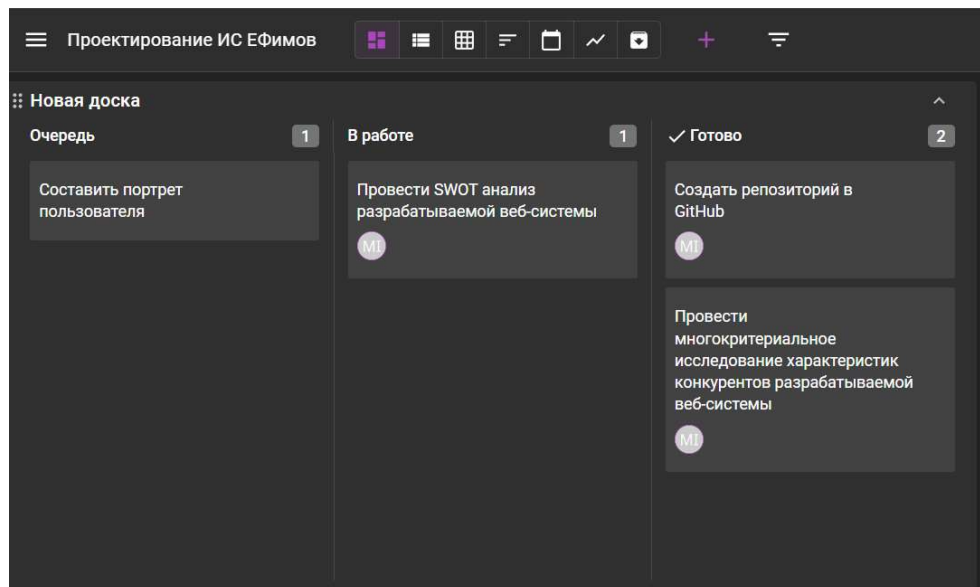 Проектирование ИС ЕФимов
Новая доска
Очередь 1
Составить портрет
пользователя
В работе 1
Провести SWOT анализ
разрабатываемой веб-системы
MI
Готово 2
Создать репозиторий в
GitHub
MI
Провести
многокритериальное
исследование характеристик
конкурентов разрабатываемой
веб-системы
MI